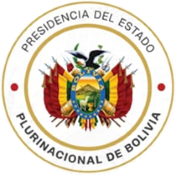 PRESIDENCIA DEL ESTADO
PLURINACIONAL DE BOLIVIA